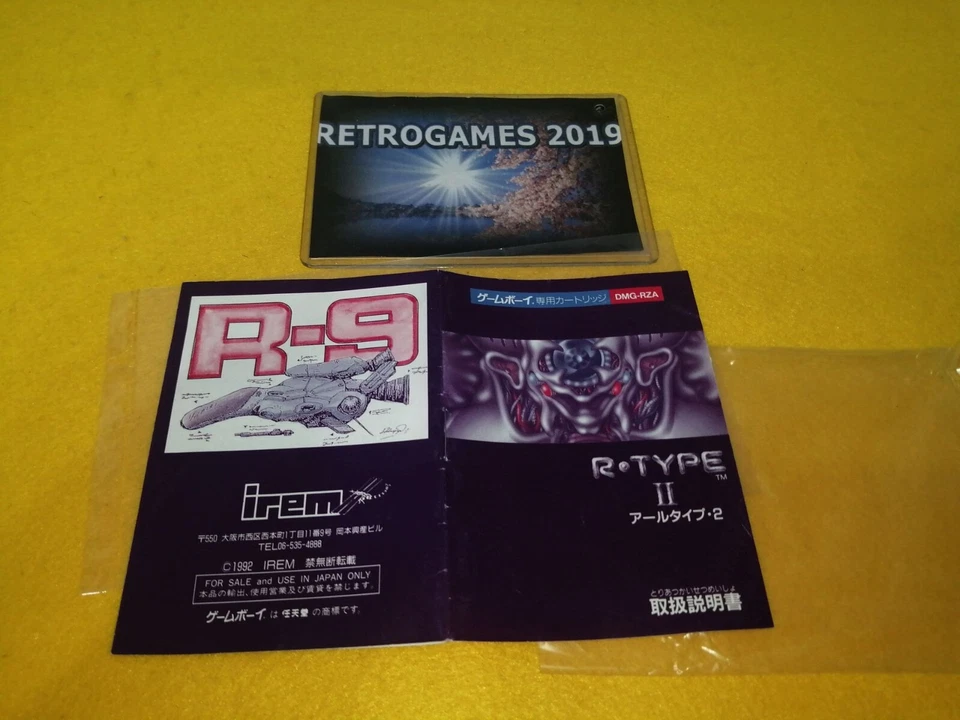 RETROGAMES 2019
R-9
irem
〒550 大阪市西区西本町1丁目11番9号 岡本興産ビル
TEL06-535-4888
©1992 IREM 禁無断転載
FOR SALE and USE IN JAPAN ONLY
本品の輸出、使用営業及び賃貸を禁じます。
ゲームボーイは任天堂の商標です。
ゲームボーイ専用カートリッジ DMG-RZA
R・TYPE
TM
II
アールタイプ・2
とりあつかいせつめいしょ
取扱説明書